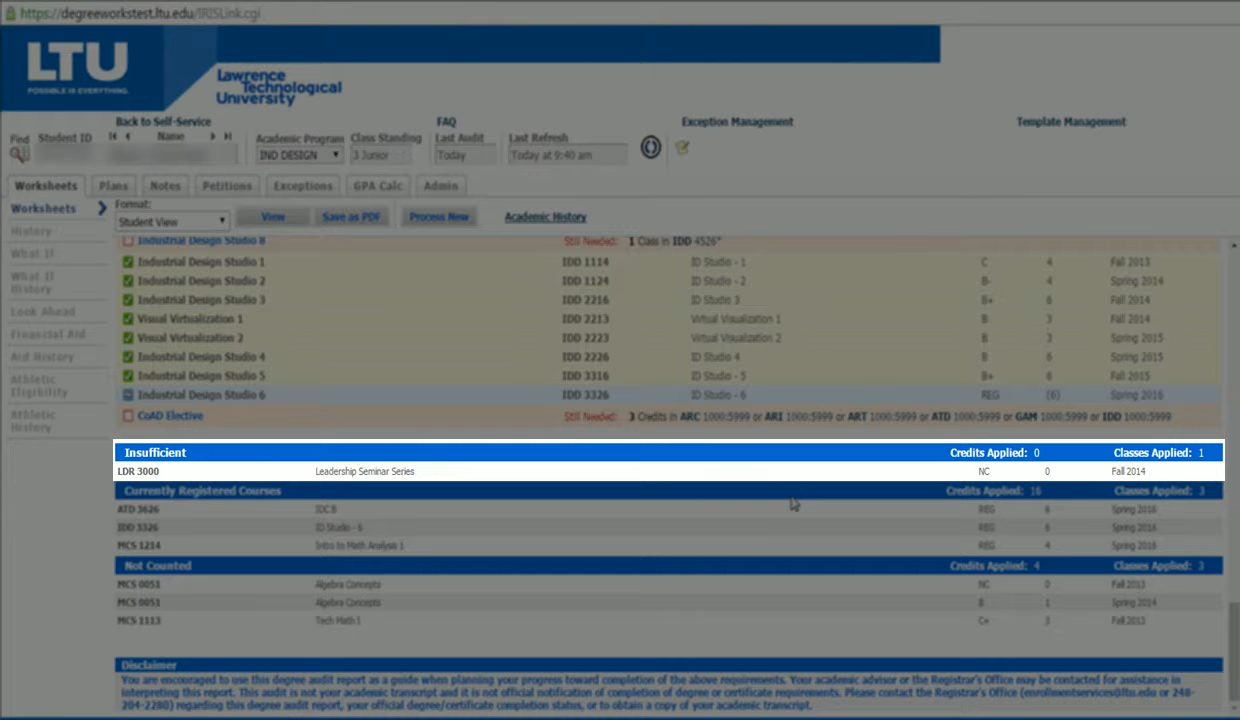 https://degreeworkstest.ltu.edu/IRISLink.cgi
LTU
POSSIBLE IS EVERYTHING.
Lawrence
Technological
University
Back to Self-Service FAQ Exception Management Template Management
Find Student ID Name Academic Program Class Standing Last Audit Last Refresh
IND DESIGN 3 Junior Today Today at 9:40 am
Worksheets Plans Notes Petitions Exceptions GPA Calc Admin
Worksheets
History
What If
What If
History
Look Ahead
Financial Aid
Aid History
Athletic
Eligibility
Athletic
History
Format:
Student View View Save as PDF Process New Academic History
Industrial Design Studio 8 Still Needed: 1 Class in IDD 4526*
Industrial Design Studio 1 IDD 1114 ID Studio - 1 C 4 Fall 2013
Industrial Design Studio 2 IDD 1124 ID Studio - 2 B- 4 Spring 2014
Industrial Design Studio 3 IDD 2216 ID Studio 3 B+ 6 Fall 2014
Visual Virtualization 1 IDD 2213 Virtual Visualization 1 B 3 Fall 2014
Visual Virtualization 2 IDD 2223 Virtual Visualization 2 B 3 Spring 2015
Industrial Design Studio 4 IDD 2226 ID Studio 4 B 6 Spring 2015
Industrial Design Studio 5 IDD 3316 ID Studio - 5 B+ 6 Fall 2015
Industrial Design Studio 6 IDD 3326 ID Studio - 6 REG (6) Spring 2016
CoAD Elective Still Needed: 3 Credits in ARC 1000:5999 or ARI 1000:5999 or ART 1000:5999 or ATD 1000:5999 or GAM 1000:5999 or IDD 1000:5999
Insufficient Credits Applied: 0 Classes Applied: 1
LDR 3000 Leadership Seminar Series NC 0 Fall 2014
Currently Registered Courses Credits Applied: 16 Classes Applied: 3
ATD 3626 IDC 8 REG 6 Spring 2016
IDD 3326 ID Studio - 6 REG 6 Spring 2016
MCS 1214 Intro to Math Analysis 1 REG 4 Spring 2016
Not Counted Credits Applied: 4 Classes Applied: 3
MCS 0051 Algebra Concepts NC 0 Fall 2013
MCS 0051 Algebra Concepts B 1 Spring 2014
MCS 1113 Tech Math 1 C+ 3 Fall 2013
Disclaimer
You are encouraged to use this degree audit report as a guide when planning your progress toward completion of the above requirements. Your academic advisor or the Registrar's Office may be contacted for assistance in
interpreting this report. This audit is not your academic transcript and it is not official notification of completion of degree or certificate requirements. Please contact the Registrar's Office (enrollmentservices@ltu.edu or 248-
204-2280) regarding this degree audit report, your official degree/certificate completion status, or to obtain a copy of your academic transcript.